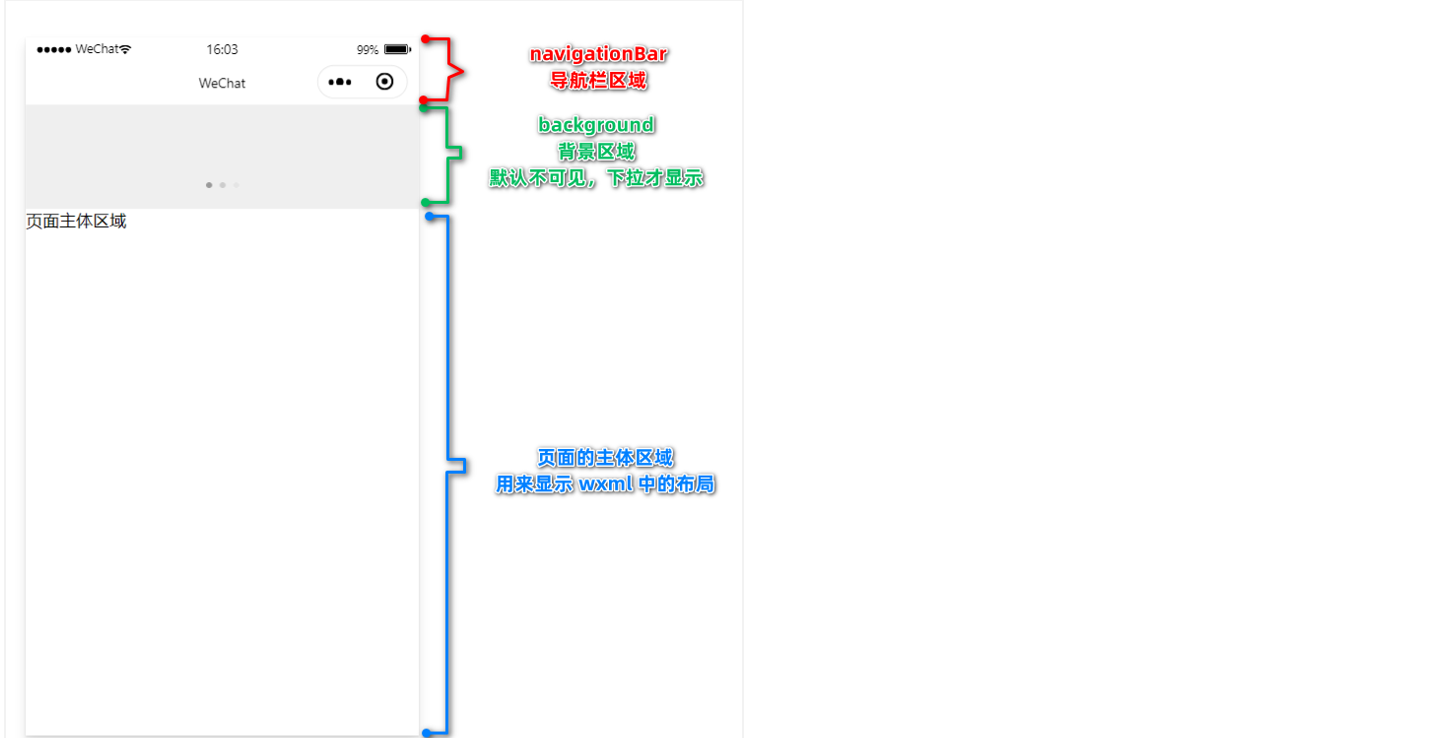 WeChat
16:03
99%
WeChat
页面主体区域
navigationBar
导航栏区域
background
背景区域
默认不可见，下拉才显示
页面的主体区域
用来显示 wxml 中的布局